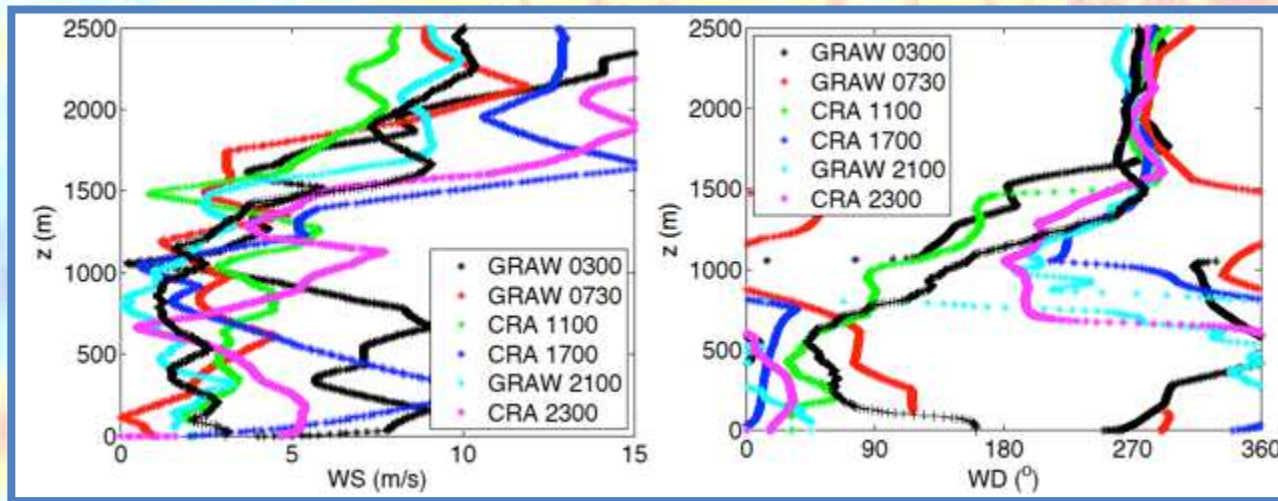 2500
2000
1500
1000
500
0
z (m)
0 5 10 15
WS (m/s)
GRAW 0300
GRAW 0730
CRA 1100
CRA 1700
GRAW 2100
CRA 2300
2500
2000
1500
1000
500
0
z (m)
0 90 180 270 360
WD (°)
GRAW 0300
GRAW 0730
CRA 1100
CRA 1700
GRAW 2100
CRA 2300